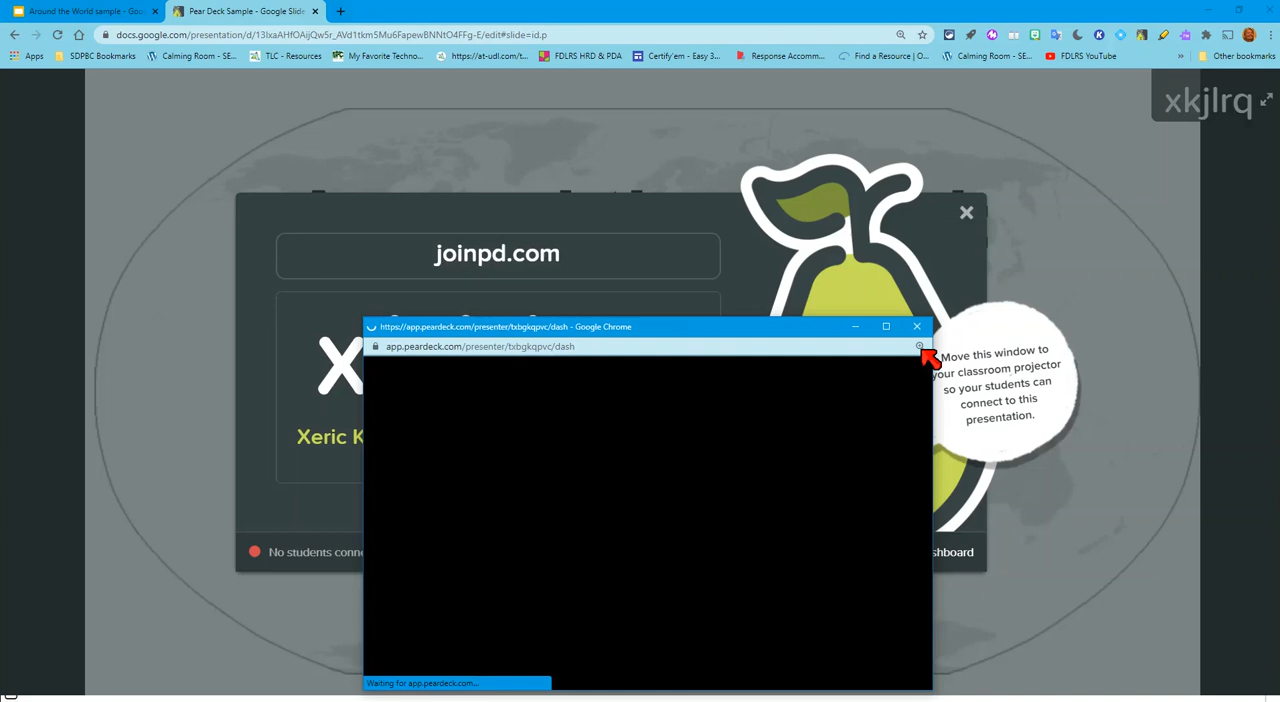 Around the World sample - Goo
Pear Deck Sample - Google Slide
docs.google.com/presentation/d/13IxaAHfOAijQw5r_AVd1tkm5Mu6FapewBNNtO4FFg-E/edit#slide=id.p
Apps
SDPBC Bookmarks
Calming Room - SE...
TLC - Resources
My Favorite Techno...
https://at-udl.com/t...
FDLRS HRD & PDA
Certify'em - Easy 3...
Response Accomm...
Find a Resource | O...
Calming Room - SE...
FDLRS YouTube
»
Other bookmarks
xkjlrq
joinpd.com
https://app.peardeck.com/presenter/txbgkqpvc/dash - Google Chrome
app.peardeck.com/presenter/txbgkqpvc/dash
X
Move this window to
your classroom projector
so your students can
connect to this
presentation.
Xeric K
No students conne
shboard
Waiting for app.peardeck.com...